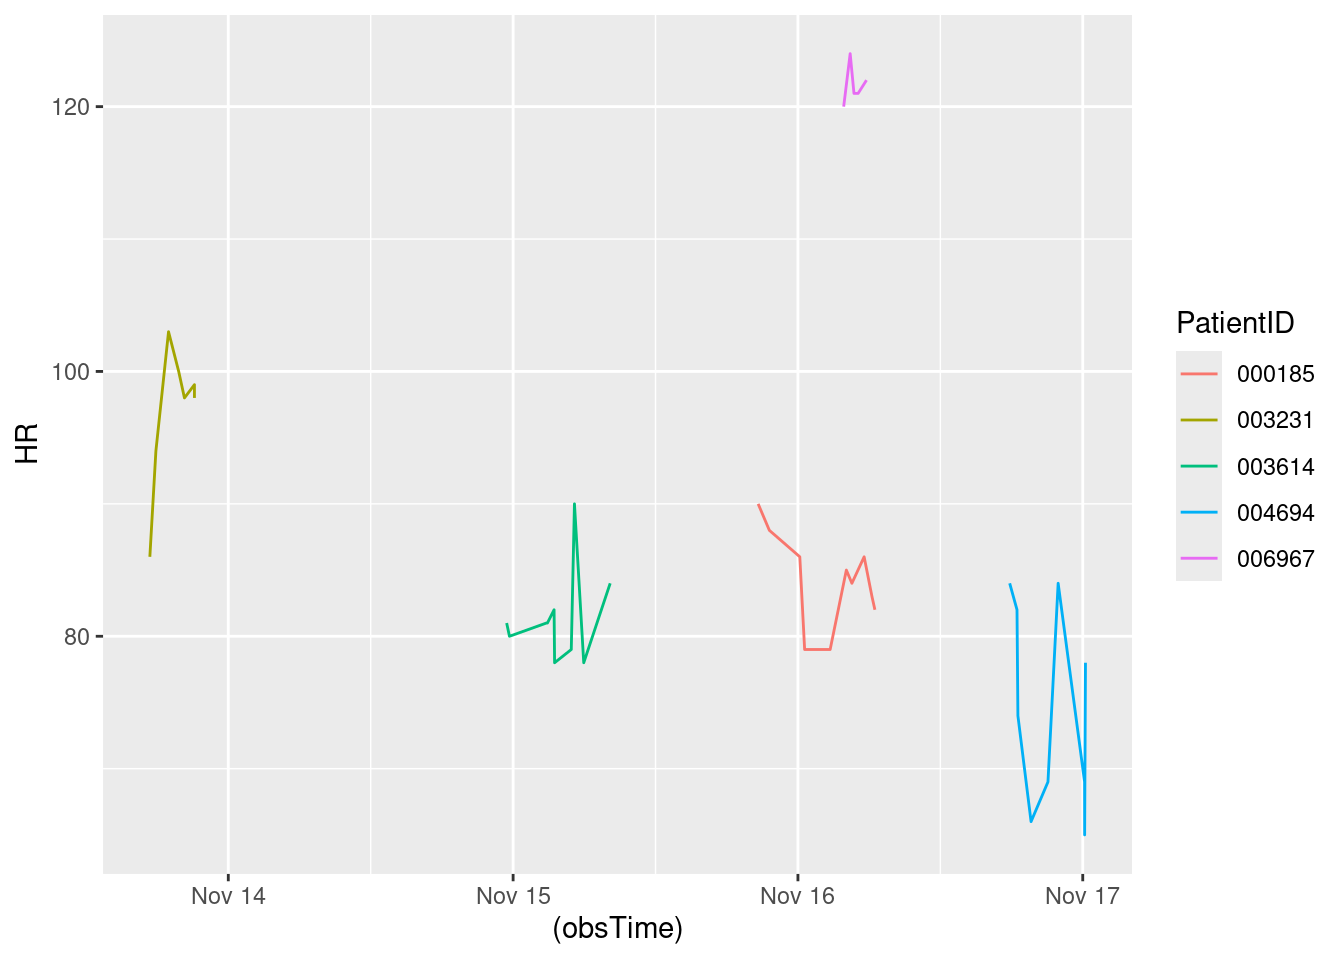 120
100
80
HR
Nov 14
Nov 15
Nov 16
Nov 17
(obsTime)
PatientID
000185
003231
003614
004694
006967